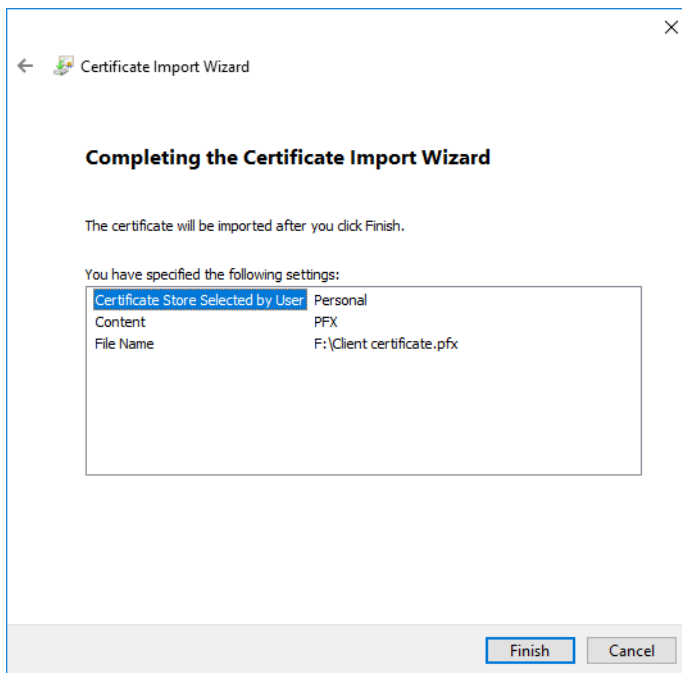 Certificate Import Wizard
Completing the Certificate Import Wizard
The certificate will be imported after you click Finish.
You have specified the following settings:
Certificate Store Selected by User Personal
Content PFX
File Name F:\Client certificate.pfx
Finish Cancel